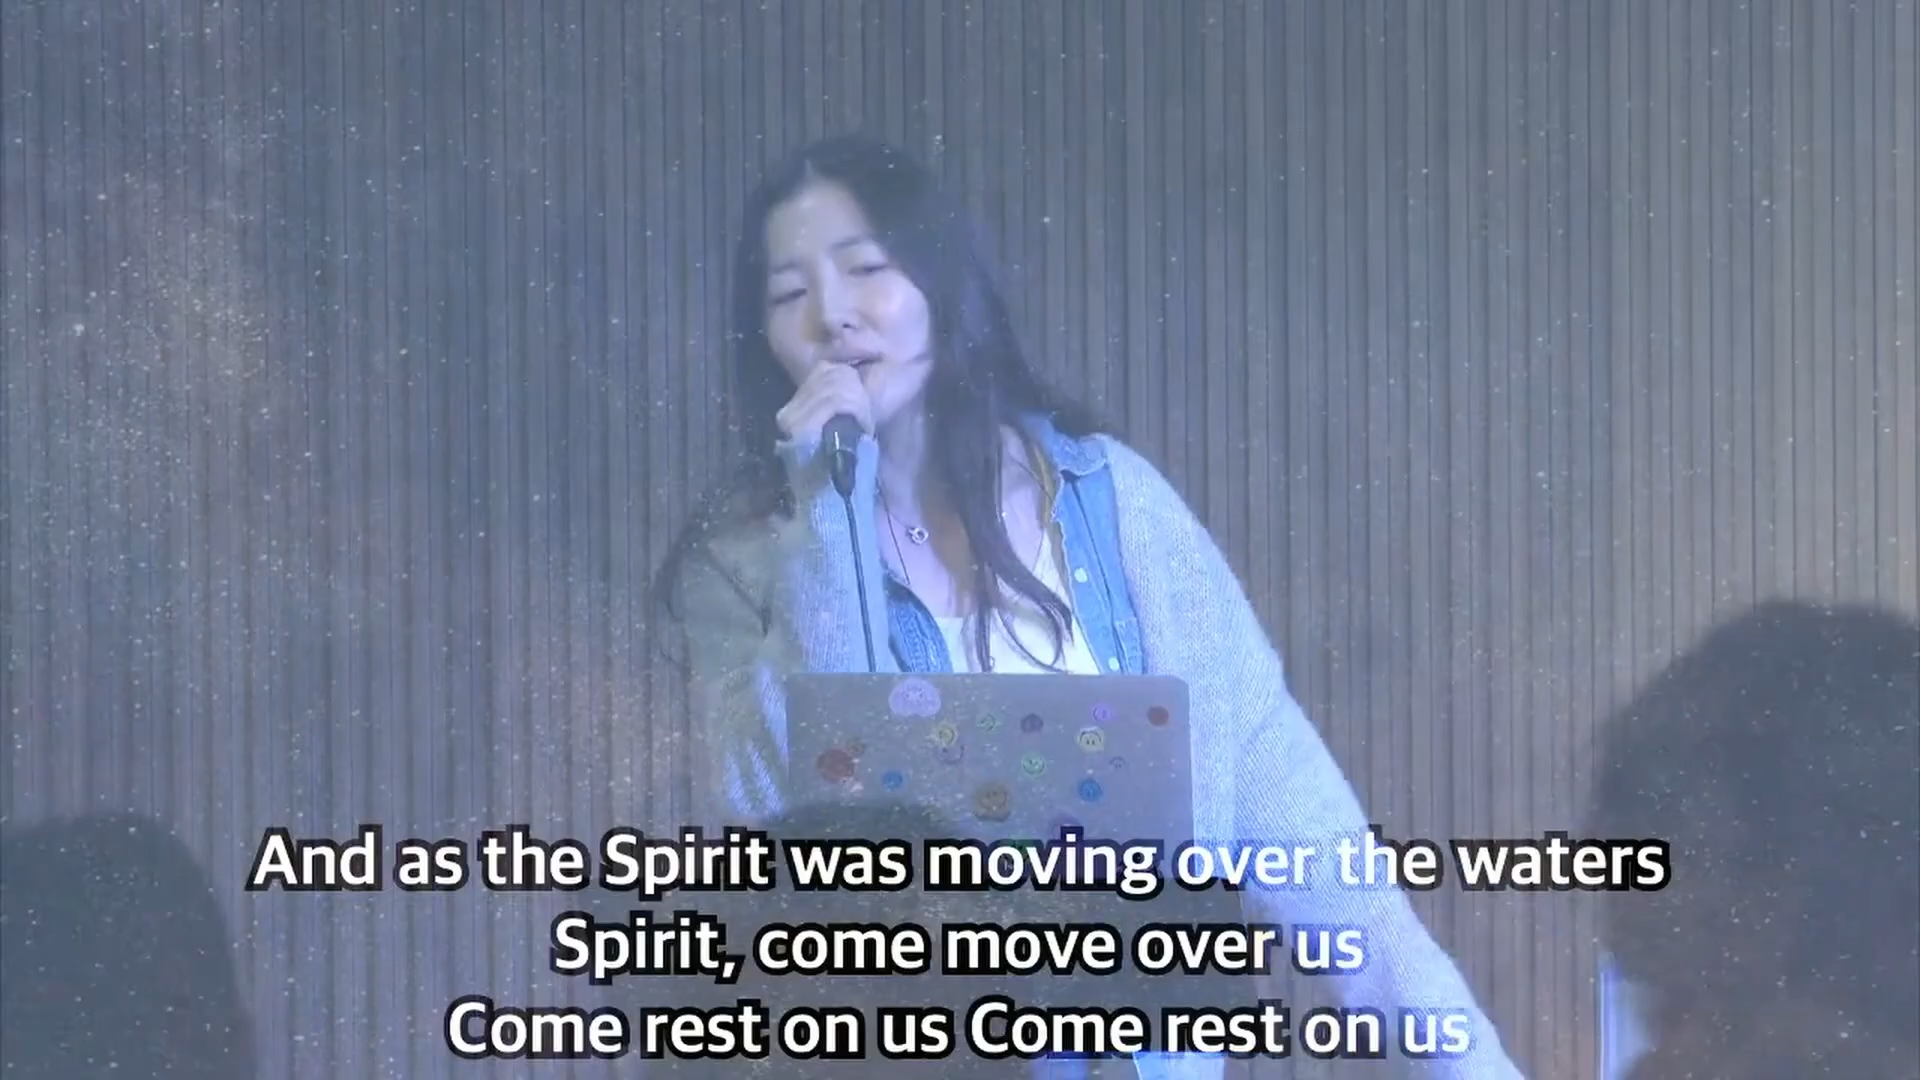 And as the Spirit was moving over the waters
Spirit, come move over us
Come rest on us Come rest on us